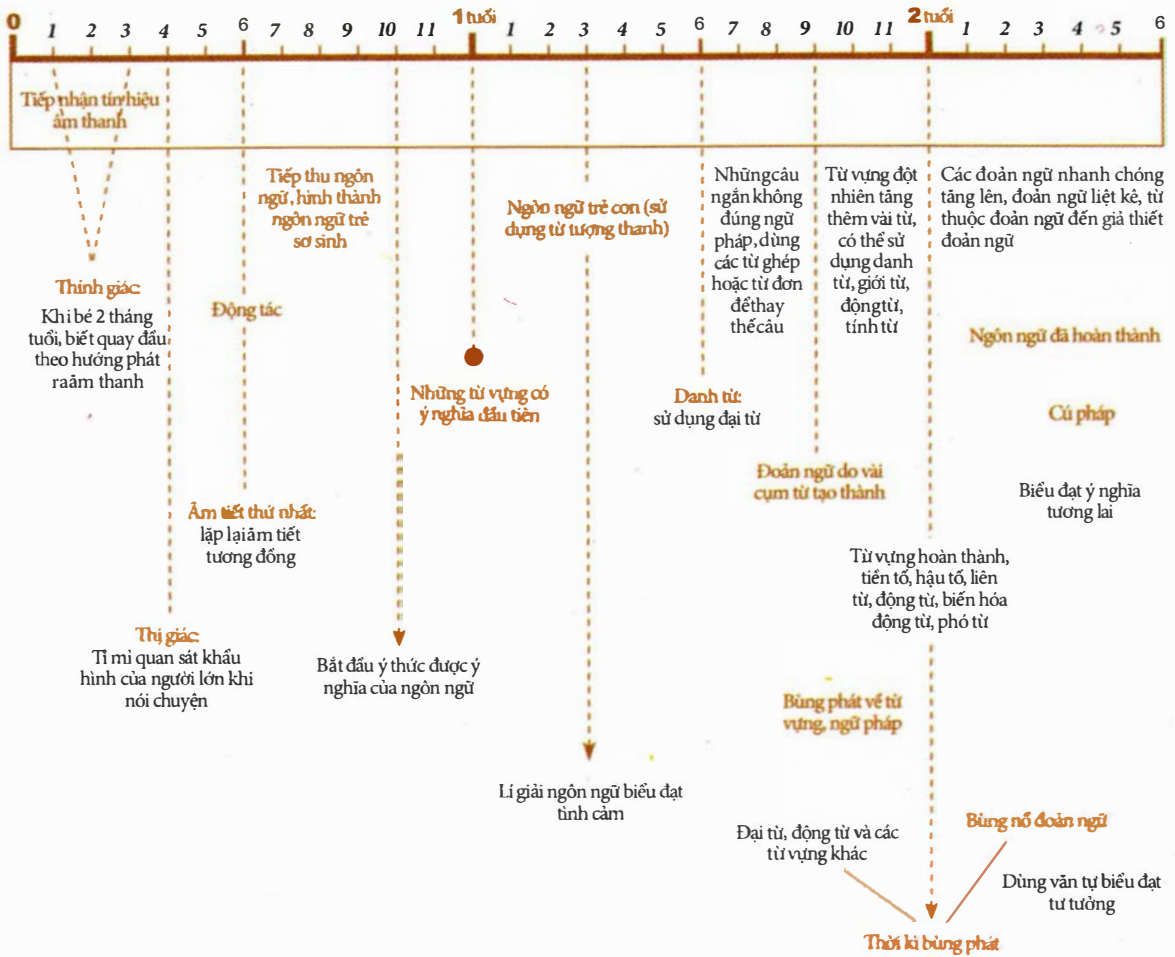 0 1 2 3 4 5 6 7 8 9 10 11 1 tuổi 1 2 3 4 5 6 7 8 9 10 11 2 tuổi 1 2 3 4 5 6
Tiếp nhận tín hiệu
âm thanh
Thính giác:
Khi bé 2 tháng
tuổi, biết quay đầu
theo hướng phát
ra âm thanh
Tiếp thu ngôn
ngữ, hình thành
ngôn ngữ trẻ
sơ sinh
Động tác
Âm tiết thứ nhất:
lặp lại âm tiết
tương đồng
Thị giác:
Tỉ mỉ quan sát khẩu
hình của người lớn khi
nói chuyện
Bắt đầu ý thức được ý
nghĩa của ngôn ngữ
Những từ vựng có
ý nghĩa đầu tiên
Ngôn ngữ trẻ con (sử
dụng từ tượng thanh)
Lí giải ngôn ngữ biểu đạt
tình cảm
Những câu
ngắn không
đúng ngữ
pháp, dùng
các từ ghép
hoặc từ đơn
để thay
thế câu
Danh từ:
sử dụng đại từ
Từ vựng đột
nhiên tăng
thêm vài từ,
có thể sử
dụng danh
từ, giới từ,
động từ,
tính từ
Đoản ngữ do vài
cụm từ tạo thành
Các đoản ngữ nhanh chóng
tăng lên, đoản ngữ liệt kê, từ
thuộc đoản ngữ đến giả thiết
đoản ngữ
Ngôn ngữ đã hoàn thành
Cú pháp
Biểu đạt ý nghĩa
tương lai
Từ vựng hoàn thành,
tiền tố, hậu tố, liên
từ, động từ, biến hóa
động từ, phó từ
Bùng phát về từ
vựng, ngữ pháp
Đại từ, động từ và các
từ vựng khác
Bùng nổ đoản ngữ
Dùng văn tự biểu đạt
tư tưởng
Thời kì bùng phát